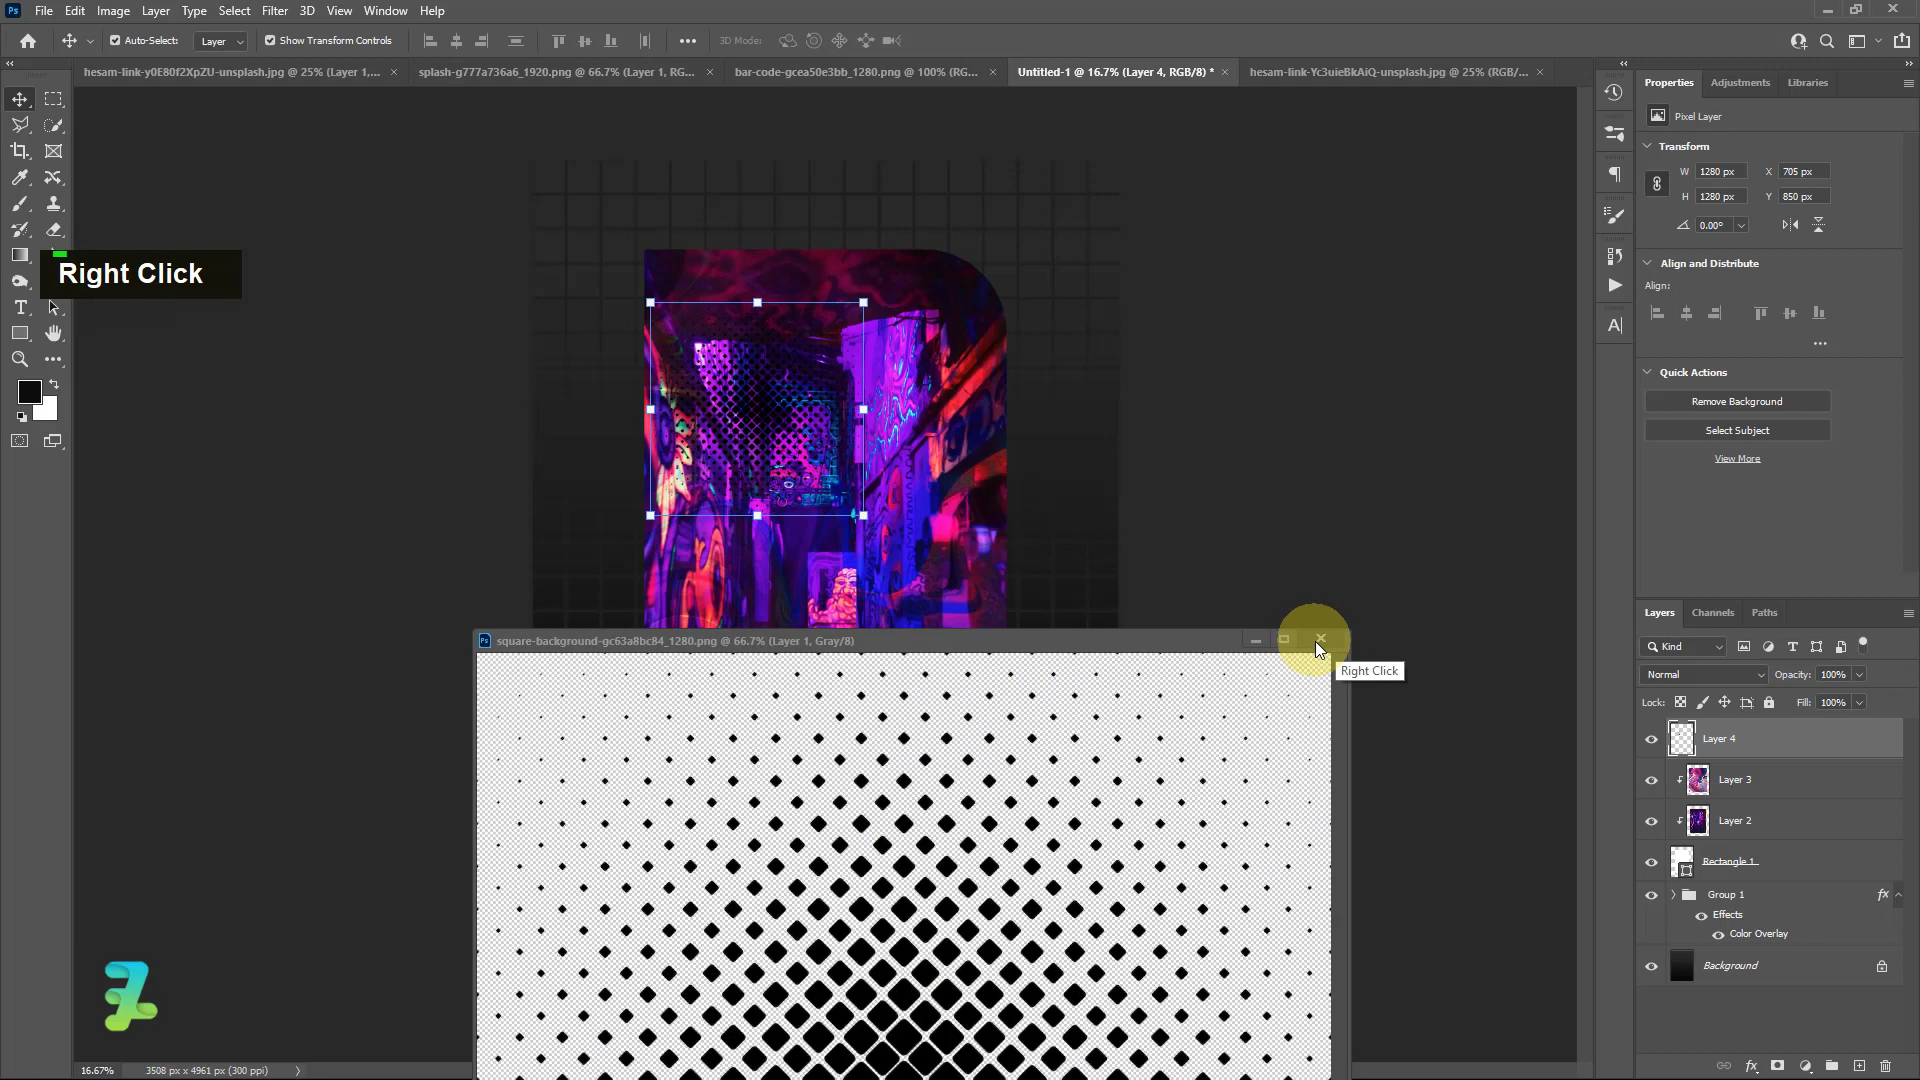 Ps File Edit Image Layer Type Select Filter 3D View Window Help
Auto-Select: Layer Show Transform Controls 3D Mode:
hesam-link-y0E80f2XpZU-unsplash.jpg @ 25% (Layer 1,...
splash-g777a736a6_1920.png @ 66.7% (Layer 1, RG...
bar-code-gcea50e3bb_1280.png @ 100% (RG...
Untitled-1 @ 16.7% (Layer 4, RGB/8) *
hesam-link-Yc3uieBkAiQ-unsplash.jpg @ 25% (RGB/...
Right Click
Ps square-background-gc63a8bc84_1280.png @ 66.7% (Layer 1, Gray/8)
Right Click
16.67% 3508 px x 4961 px (300 ppi)
Properties Adjustments Libraries
Pixel Layer
Transform
W 1280 px X 705 px
H 1280 px Y 850 px
0.00°
Align and Distribute
Align:
Quick Actions
Remove Background
Select Subject
View More
Layers Channels Paths
Kind
Normal Opacity: 100%
Lock: Fill: 100%
Layer 4
Layer 3
Layer 2
Rectangle 1
Group 1 fx
Effects
Color Overlay
Background
fx